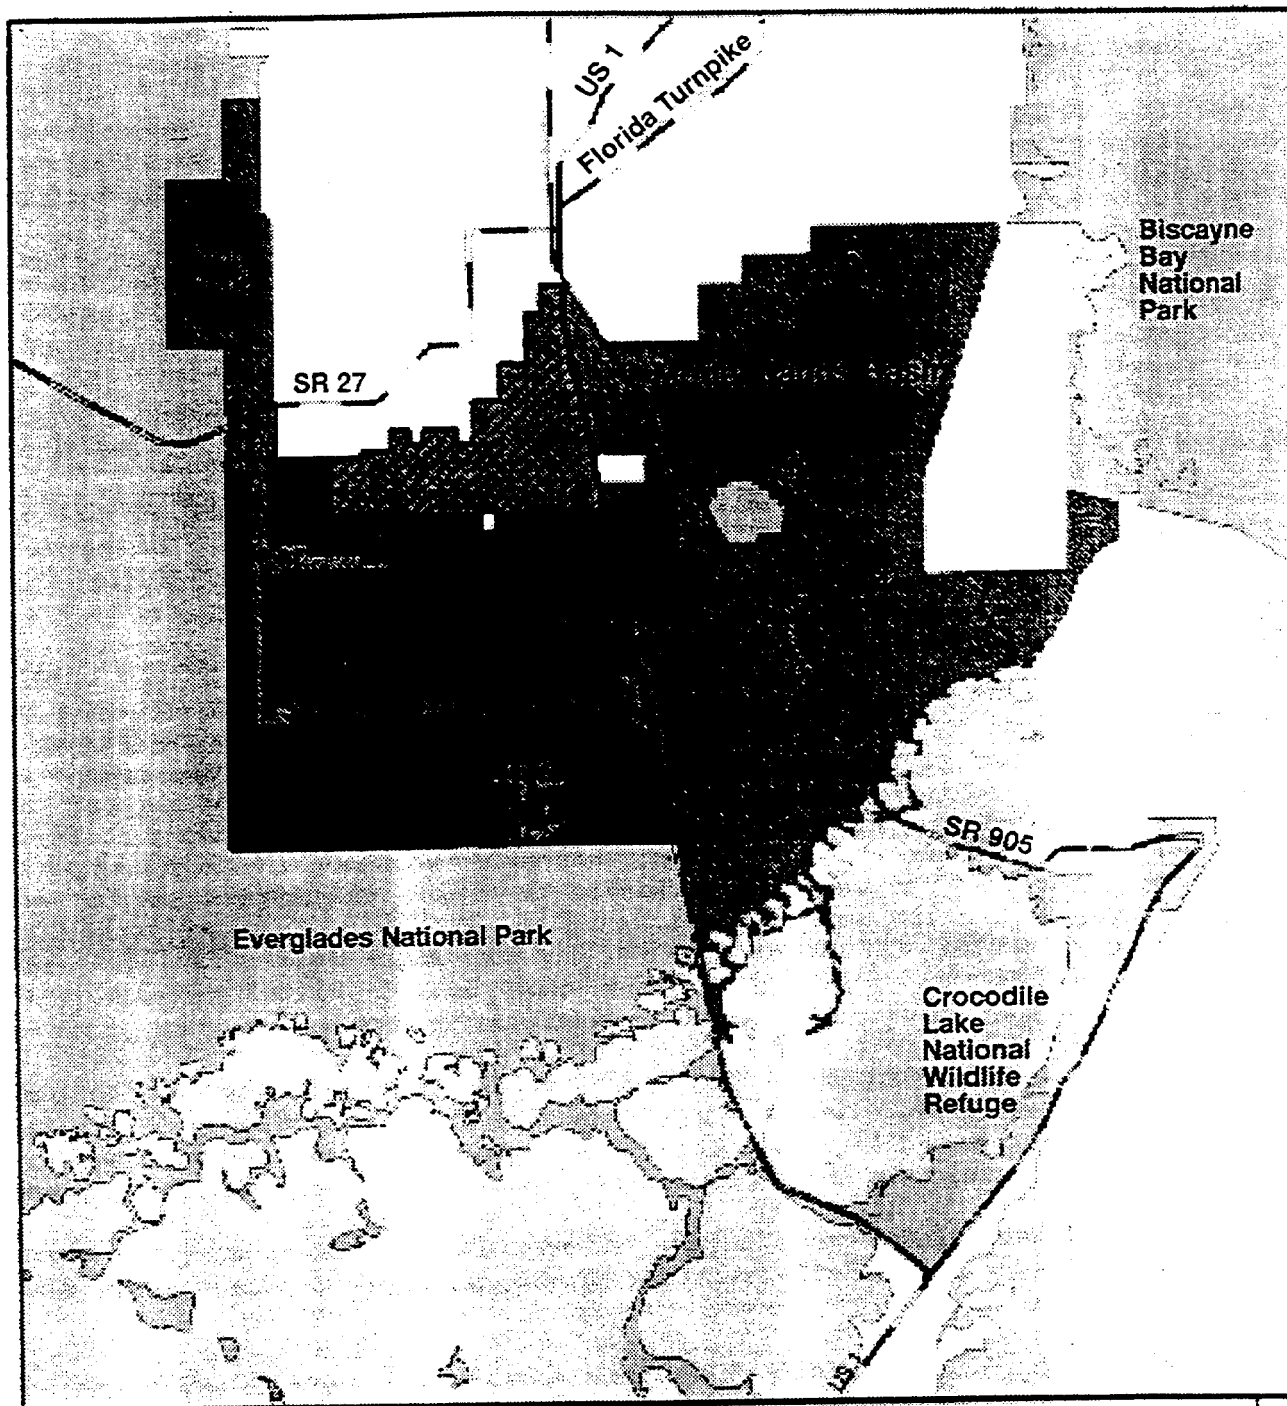 US 1
Florida Turnpike
Biscayne
Bay
National
Park
SR 27
SR 905
Everglades National Park
Crocodile
Lake
National
Wildlife
Refuge
US 1